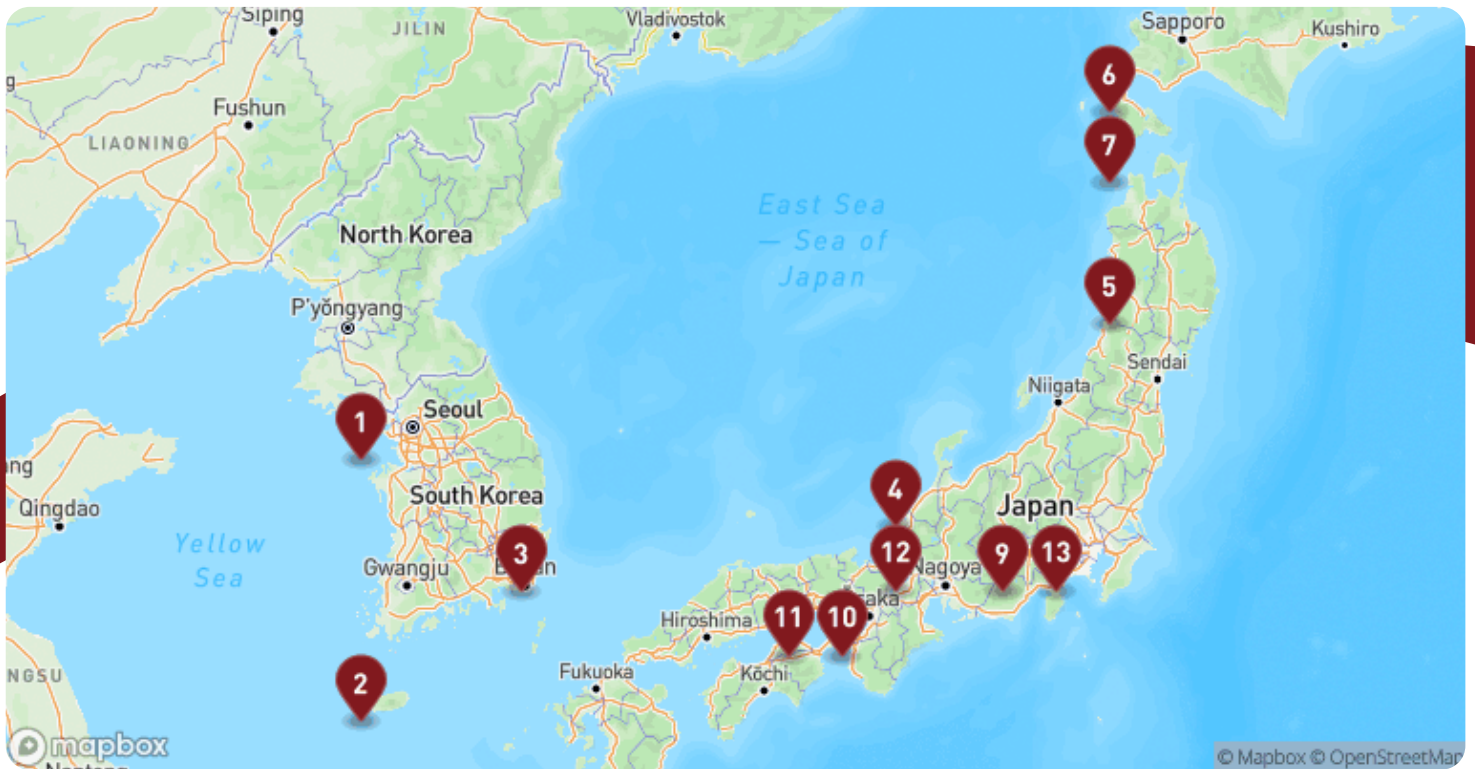 Siping
JILIN
Vladivostok
Sapporo
Kushiro
6
Fushun
LIAONING
7
East Sea
— Sea of
Japan
North Korea
P'yŏngyang
5
Sendai
Niigata
1
Seoul
4
South Korea
Japan
Qingdao
Yellow
Sea
3
12
9
13
Gwangju
Nagoya
11
10
Hiroshima
2
Fukuoka
Kōchi
mapbox
© Mapbox © OpenStreetMap